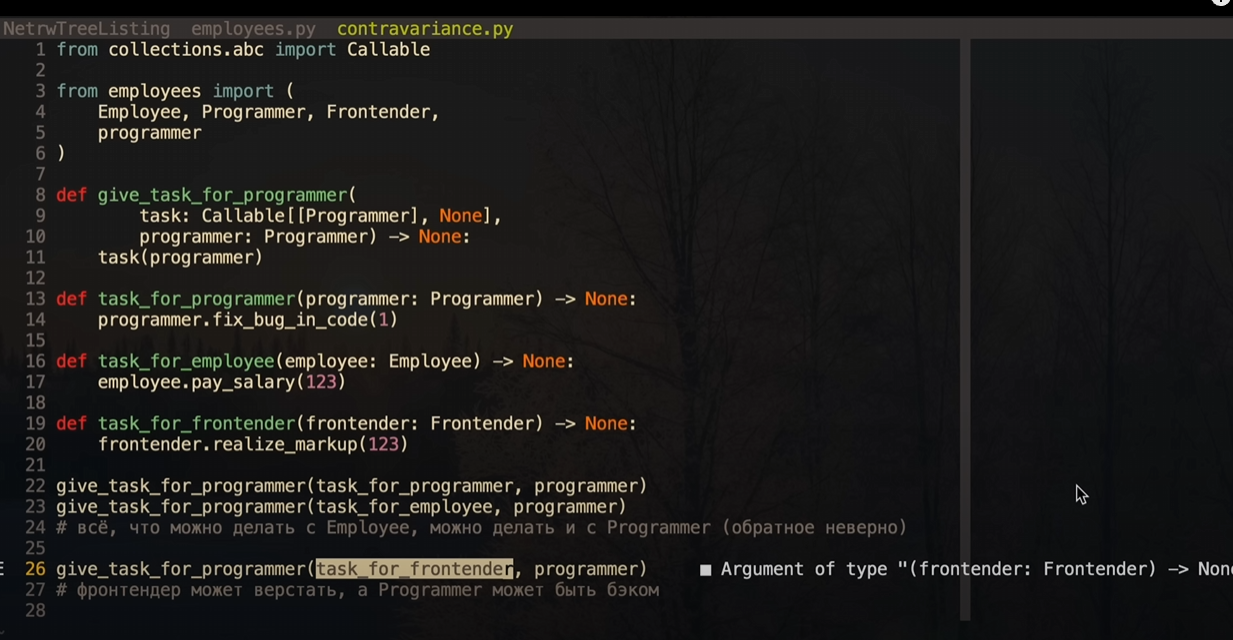 NetrwTreeListing employees.py contravariance.py
1 from collections.abc import Callable
2
3 from employees import (
4     Employee, Programmer, Frontender,
5     programmer
6 )
7
8 def give_task_for_programmer(
9         task: Callable[[Programmer], None],
10         programmer: Programmer) -> None:
11     task(programmer)
12
13 def task_for_programmer(programmer: Programmer) -> None:
14     programmer.fix_bug_in_code(1)
15
16 def task_for_employee(employee: Employee) -> None:
17     employee.pay_salary(123)
18
19 def task_for_frontender(frontender: Frontender) -> None:
20     frontender.realize_markup(123)
21
22 give_task_for_programmer(task_for_programmer, programmer)
23 give_task_for_programmer(task_for_employee, programmer)
24 # всё, что можно делать с Employee, можно делать и с Programmer (обратное неверно)
25
E 26 give_task_for_programmer(task_for_frontender, programmer) ■ Argument of type "(frontender: Frontender) -> None
27 # фронтендер может верстать, а Programmer может быть бэком
28